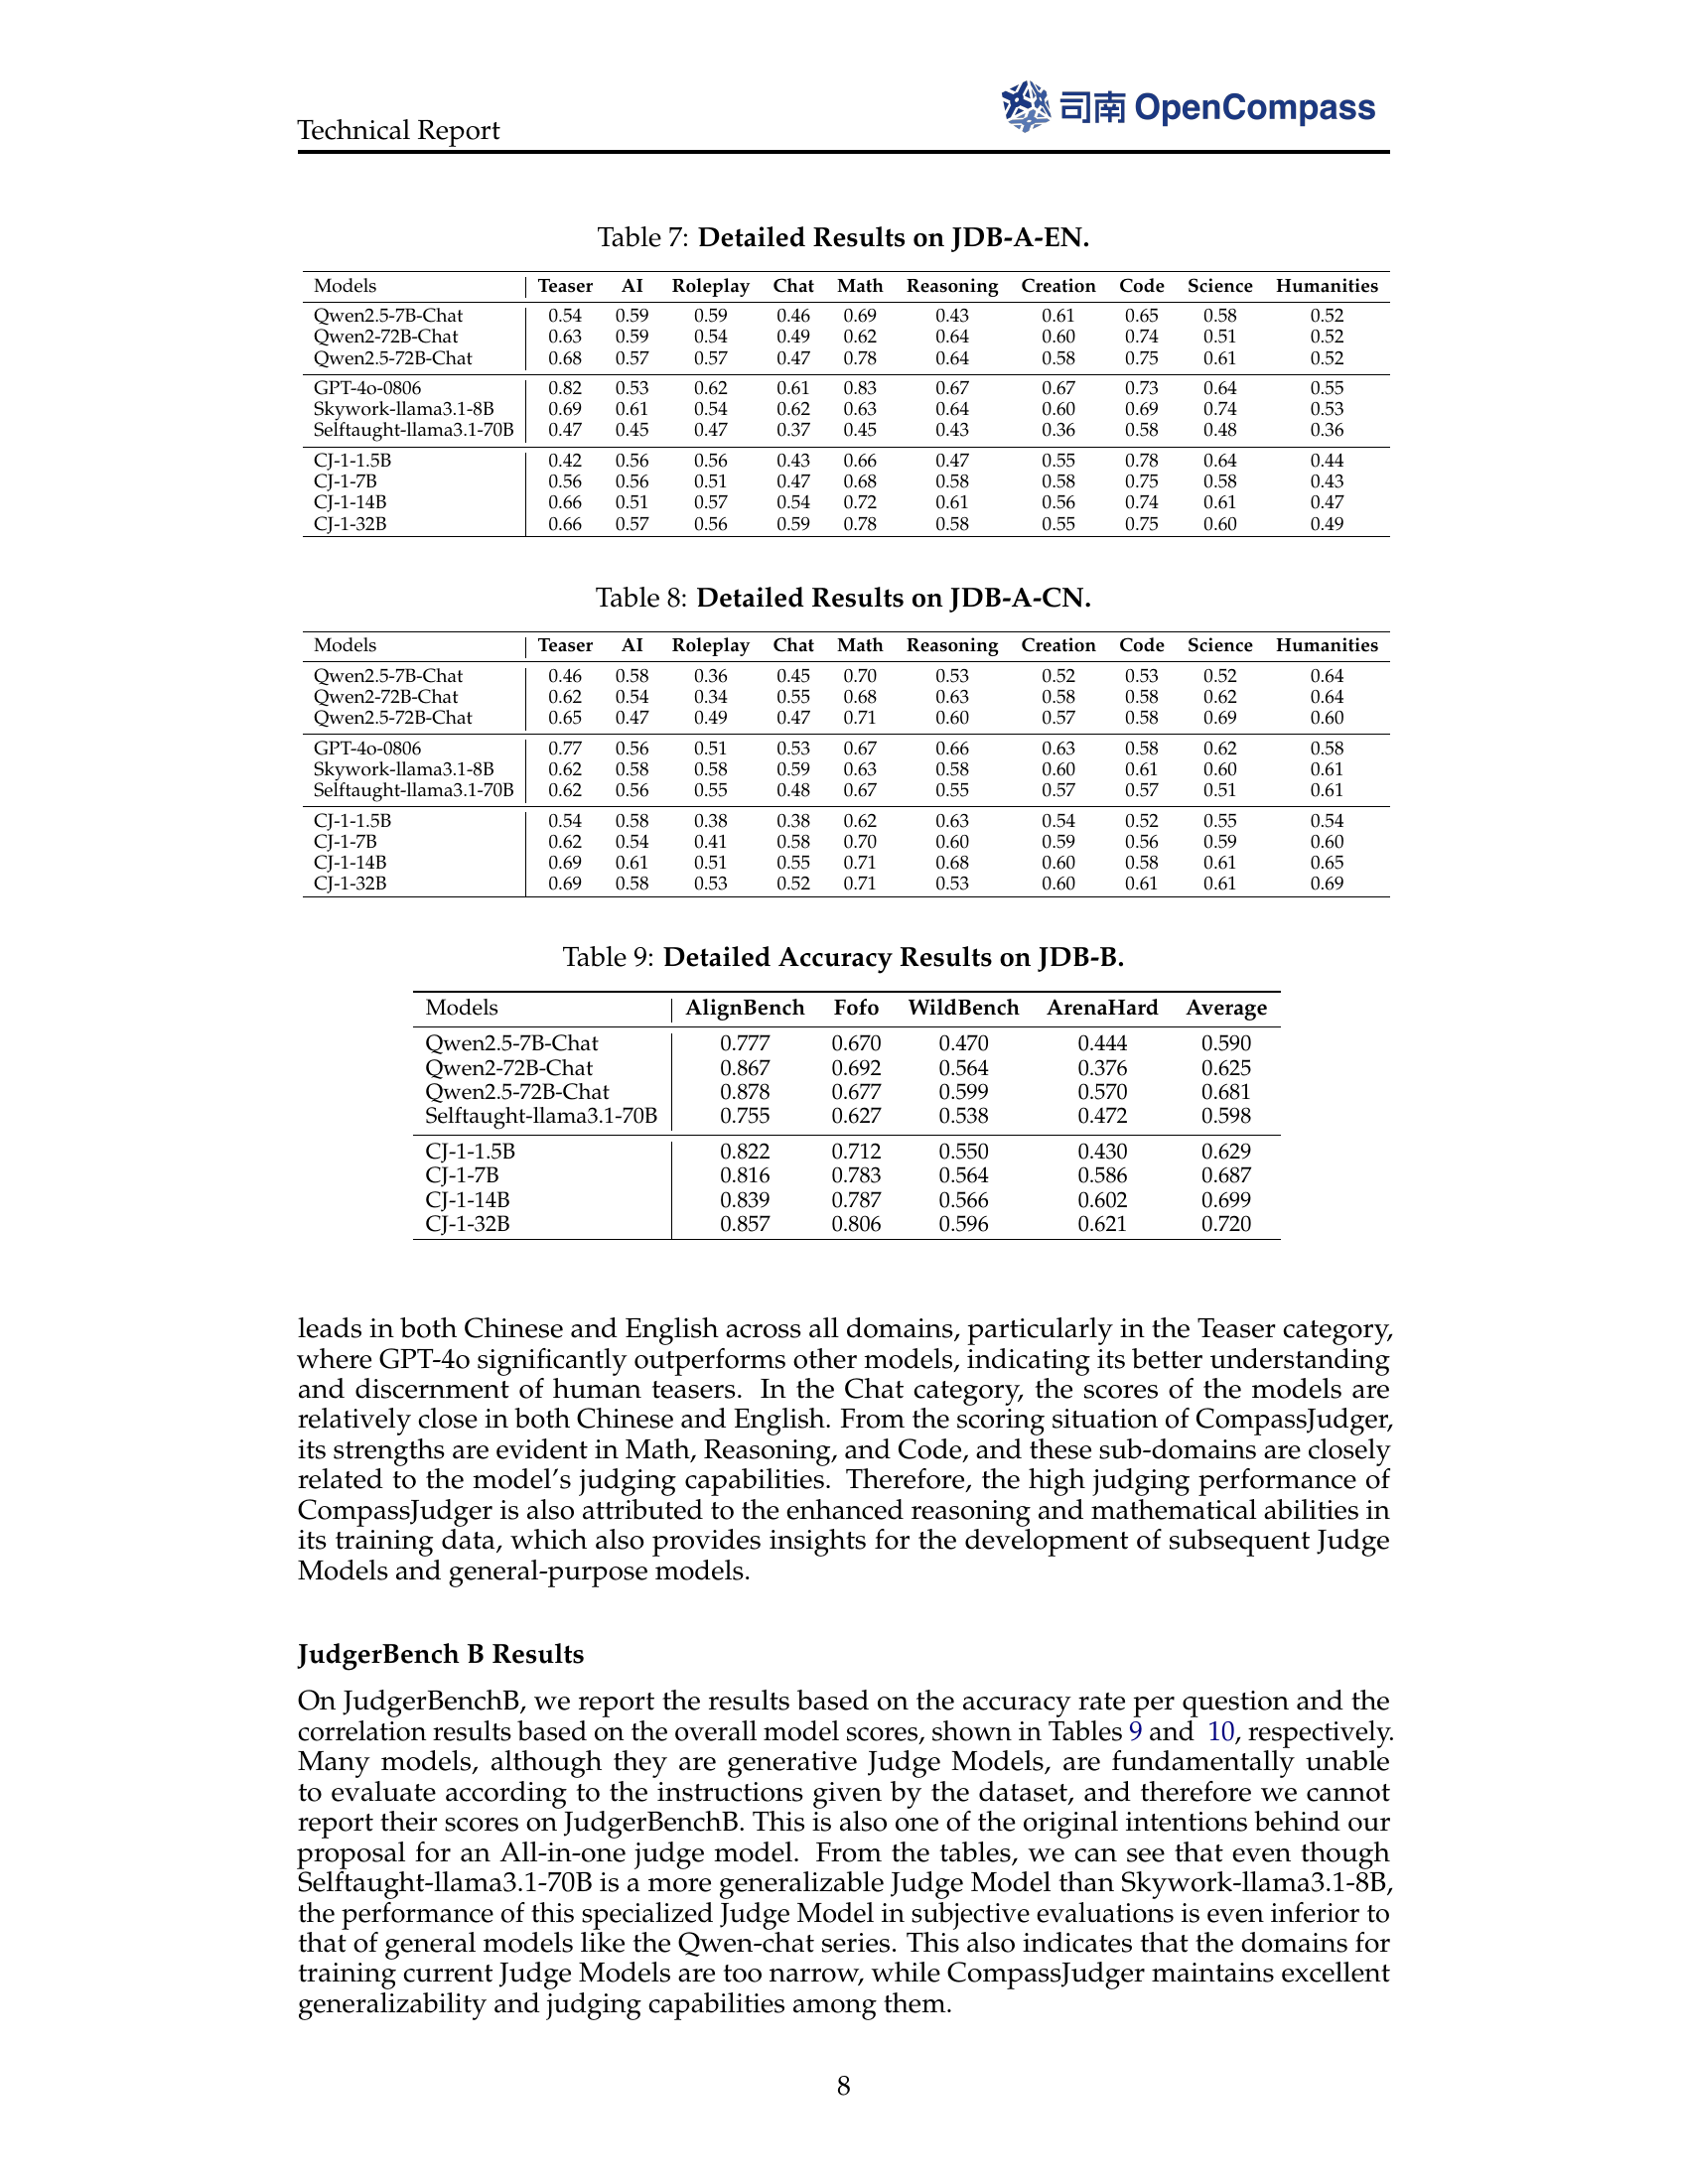 Technical Report
司南 OpenCompass
Table 7: Detailed Results on JDB-A-EN.
Models Teaser AI Roleplay Chat Math Reasoning Creation Code Science Humanities
Qwen2.5-7B-Chat 0.54 0.59 0.59 0.46 0.69 0.43 0.61 0.65 0.58 0.52
Qwen2-72B-Chat 0.63 0.59 0.54 0.49 0.62 0.64 0.60 0.74 0.51 0.52
Qwen2.5-72B-Chat 0.68 0.57 0.57 0.47 0.78 0.64 0.58 0.75 0.61 0.52
GPT-4o-0806 0.82 0.53 0.62 0.61 0.83 0.67 0.67 0.73 0.64 0.55
Skywork-llama3.1-8B 0.69 0.61 0.54 0.62 0.63 0.64 0.60 0.69 0.74 0.53
Selftaught-llama3.1-70B 0.47 0.45 0.47 0.37 0.45 0.43 0.36 0.58 0.48 0.36
CJ-1-1.5B 0.42 0.56 0.56 0.43 0.66 0.47 0.55 0.78 0.64 0.44
CJ-1-7B 0.56 0.56 0.51 0.47 0.68 0.58 0.58 0.75 0.58 0.43
CJ-1-14B 0.66 0.51 0.57 0.54 0.72 0.61 0.56 0.74 0.61 0.47
CJ-1-32B 0.66 0.57 0.56 0.59 0.78 0.58 0.55 0.75 0.60 0.49
Table 8: Detailed Results on JDB-A-CN.
Models Teaser AI Roleplay Chat Math Reasoning Creation Code Science Humanities
Qwen2.5-7B-Chat 0.46 0.58 0.36 0.45 0.70 0.53 0.52 0.53 0.52 0.64
Qwen2-72B-Chat 0.62 0.54 0.34 0.55 0.68 0.63 0.58 0.58 0.62 0.64
Qwen2.5-72B-Chat 0.65 0.47 0.49 0.47 0.71 0.60 0.57 0.58 0.69 0.60
GPT-4o-0806 0.77 0.56 0.51 0.53 0.67 0.66 0.63 0.58 0.62 0.58
Skywork-llama3.1-8B 0.62 0.58 0.58 0.59 0.63 0.58 0.60 0.61 0.60 0.61
Selftaught-llama3.1-70B 0.62 0.56 0.55 0.48 0.67 0.55 0.57 0.57 0.51 0.61
CJ-1-1.5B 0.54 0.58 0.38 0.38 0.62 0.63 0.54 0.52 0.55 0.54
CJ-1-7B 0.62 0.54 0.41 0.58 0.70 0.60 0.59 0.56 0.59 0.60
CJ-1-14B 0.69 0.61 0.51 0.55 0.71 0.68 0.60 0.58 0.61 0.65
CJ-1-32B 0.69 0.58 0.53 0.52 0.71 0.53 0.60 0.61 0.61 0.69
Table 9: Detailed Accuracy Results on JDB-B.
Models AlignBench Fofo WildBench ArenaHard Average
Qwen2.5-7B-Chat 0.777 0.670 0.470 0.444 0.590
Qwen2-72B-Chat 0.867 0.692 0.564 0.376 0.625
Qwen2.5-72B-Chat 0.878 0.677 0.599 0.570 0.681
Selftaught-llama3.1-70B 0.755 0.627 0.538 0.472 0.598
CJ-1-1.5B 0.822 0.712 0.550 0.430 0.629
CJ-1-7B 0.816 0.783 0.564 0.586 0.687
CJ-1-14B 0.839 0.787 0.566 0.602 0.699
CJ-1-32B 0.857 0.806 0.596 0.621 0.720
leads in both Chinese and English across all domains, particularly in the Teaser category,
where GPT-4o significantly outperforms other models, indicating its better understanding
and discernment of human teasers. In the Chat category, the scores of the models are
relatively close in both Chinese and English. From the scoring situation of CompassJudger,
its strengths are evident in Math, Reasoning, and Code, and these sub-domains are closely
related to the model's judging capabilities. Therefore, the high judging performance of
CompassJudger is also attributed to the enhanced reasoning and mathematical abilities in
its training data, which also provides insights for the development of subsequent Judge
Models and general-purpose models.
JudgerBench B Results
On JudgerBenchB, we report the results based on the accuracy rate per question and the
correlation results based on the overall model scores, shown in Tables 9 and 10, respectively.
Many models, although they are generative Judge Models, are fundamentally unable
to evaluate according to the instructions given by the dataset, and therefore we cannot
report their scores on JudgerBenchB. This is also one of the original intentions behind our
proposal for an All-in-one judge model. From the tables, we can see that even though
Selftaught-llama3.1-70B is a more generalizable Judge Model than Skywork-llama3.1-8B,
the performance of this specialized Judge Model in subjective evaluations is even inferior to
that of general models like the Qwen-chat series. This also indicates that the domains for
training current Judge Models are too narrow, while CompassJudger maintains excellent
generalizability and judging capabilities among them.
8